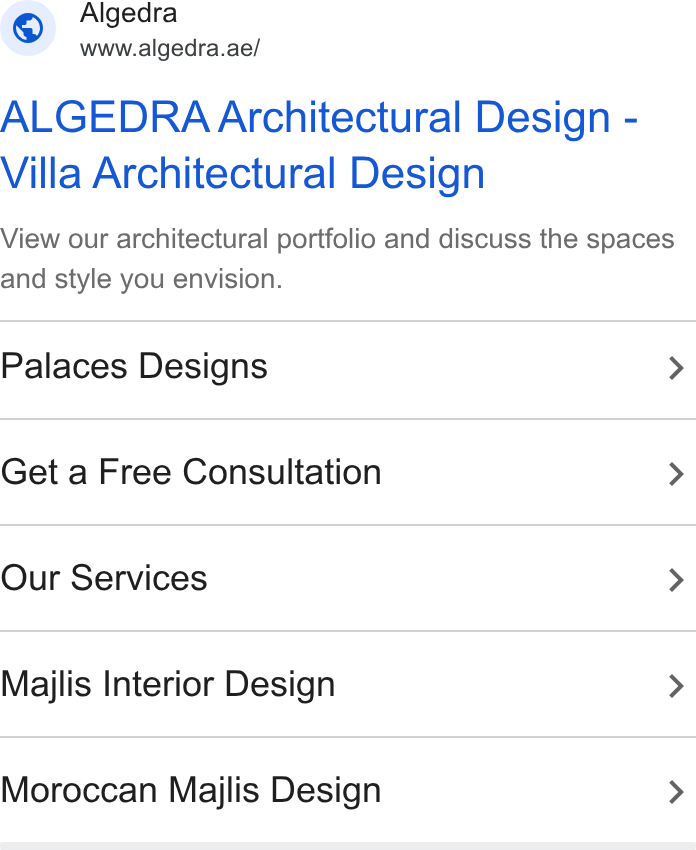 Algedra
www.algedra.ae/
ALGEDRA Architectural Design -
Villa Architectural Design
View our architectural portfolio and discuss the spaces
and style you envision.
Palaces Designs
Get a Free Consultation
Our Services
Majlis Interior Design
Moroccan Majlis Design